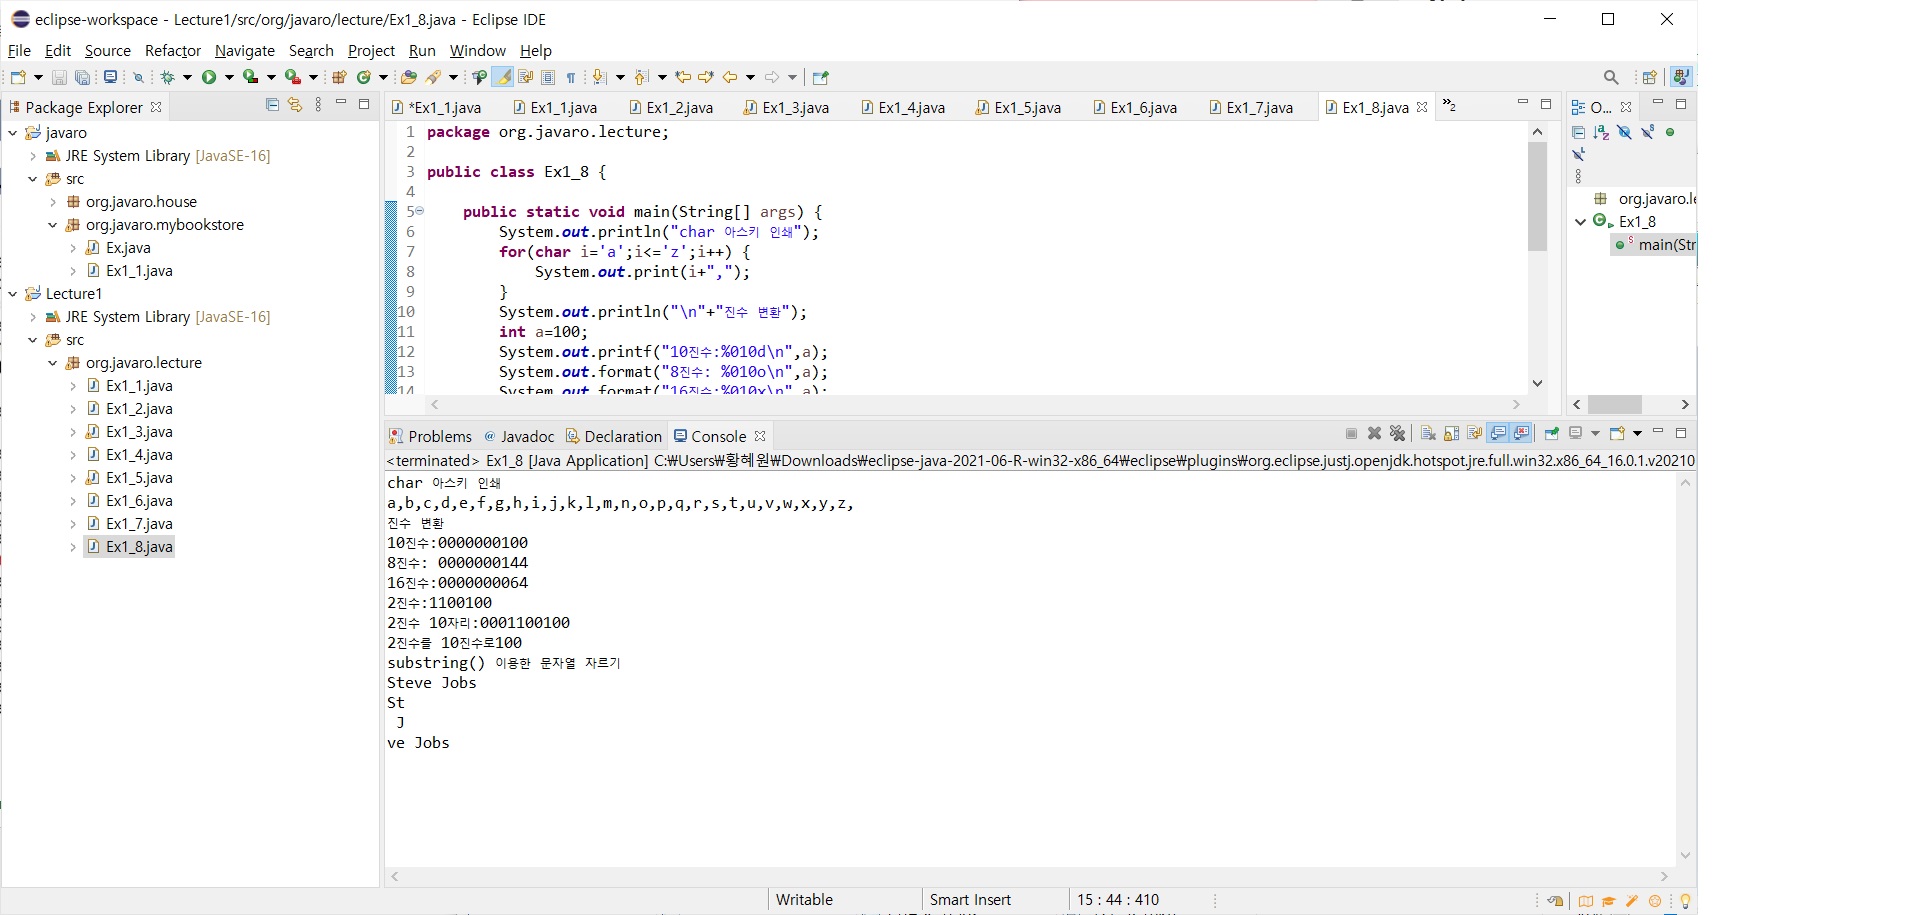 eclipse-workspace - Lecture1/src/org/javaro/lecture/Ex1_8.java - Eclipse IDE
File Edit Source Refactor Navigate Search Project Run Window Help
Package Explorer
javaro
JRE System Library [JavaSE-16]
src
org.javaro.house
org.javaro.mybookstore
Ex.java
Ex1_1.java
Lecture1
JRE System Library [JavaSE-16]
src
org.javaro.lecture
Ex1_1.java
Ex1_2.java
Ex1_3.java
Ex1_4.java
Ex1_5.java
Ex1_6.java
Ex1_7.java
Ex1_8.java
*Ex1_1.java Ex1_1.java Ex1_2.java Ex1_3.java Ex1_4.java Ex1_5.java Ex1_6.java Ex1_7.java Ex1_8.java »2
1 package org.javaro.lecture;
2
3 public class Ex1_8 {
4
5 public static void main(String[] args) {
6 System.out.println("char 아스키 인쇄");
7 for(char i='a';i<='z';i++) {
8 System.out.print(i+",");
9 }
10 System.out.println("\n"+"진수 변환");
11 int a=100;
12 System.out.printf("10진수:%010d\n",a);
13 System.out.format("8진수: %010o\n",a);
14 System.out.format("16진수:%010x\n",a);
O...
org.javaro.le
Ex1_8
main(Str
Problems @ Javadoc Declaration Console
<terminated> Ex1_8 [Java Application] C:₩Users₩황혜원₩Downloads₩eclipse-java-2021-06-R-win32-x86_64₩eclipse₩plugins₩org.eclipse.justj.openjdk.hotspot.jre.full.win32.x86_64_16.0.1.v20210
char 아스키 인쇄
a,b,c,d,e,f,g,h,i,j,k,l,m,n,o,p,q,r,s,t,u,v,w,x,y,z,
진수 변환
10진수:0000000100
8진수: 0000000144
16진수:0000000064
2진수:1100100
2진수 10자리:0001100100
2진수를 10진수로100
substring() 이용한 문자열 자르기
Steve Jobs
St
J
ve Jobs
Writable Smart Insert 15 : 44 : 410